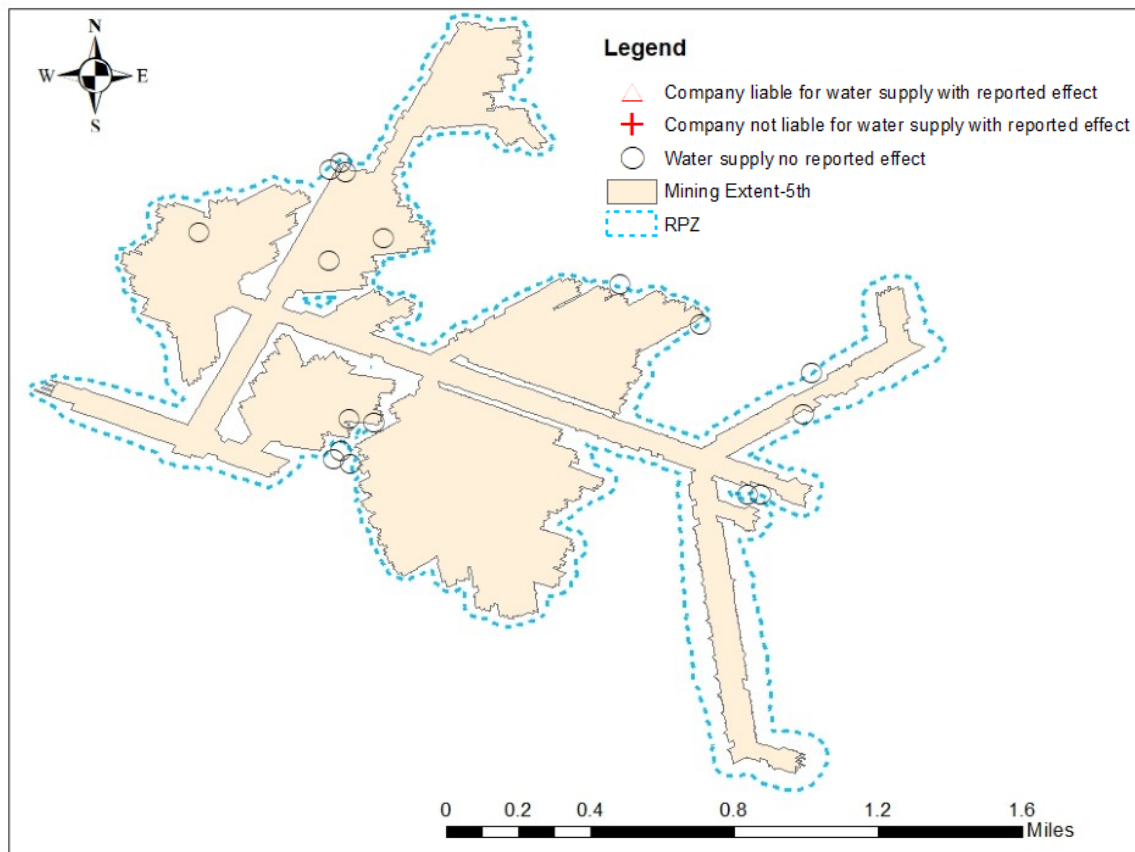 N
W E
S
Legend
Company liable for water supply with reported effect
Company not liable for water supply with reported effect
Water supply no reported effect
Mining Extent-5th
RPZ
0 0.2 0.4 0.8 1.2 1.6
Miles